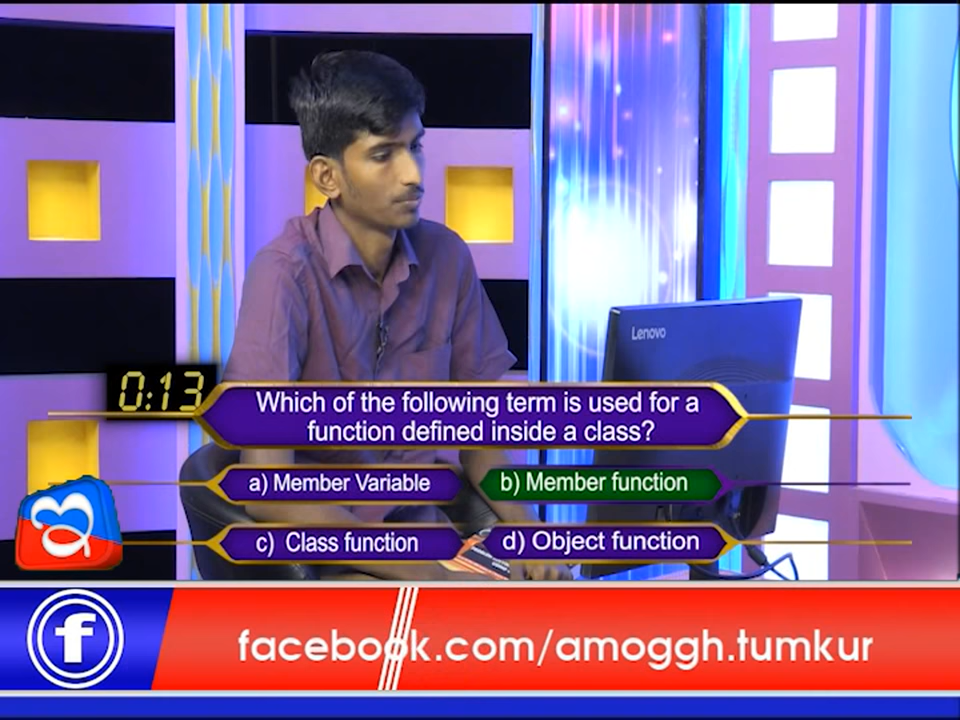 Lenovo
0:13
Which of the following term is used for a
function defined inside a class?
a) Member Variable
b) Member function
c) Class function
d) Object function
f
facebook.com/amoggh.tumkur